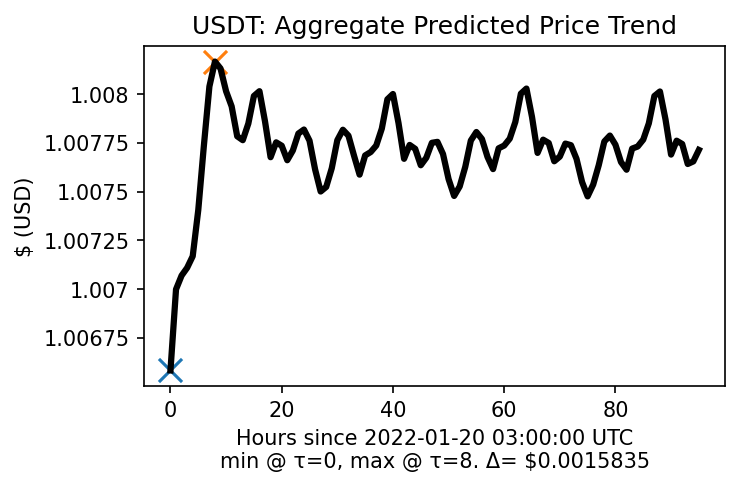 USDT: Aggregate Predicted Price Trend
$ (USD)
1.008
1.00775
1.0075
1.00725
1.007
1.00675
0 20 40 60 80
Hours since 2022-01-20 03:00:00 UTC
min @ τ=0, max @ τ=8. Δ= $0.0015835